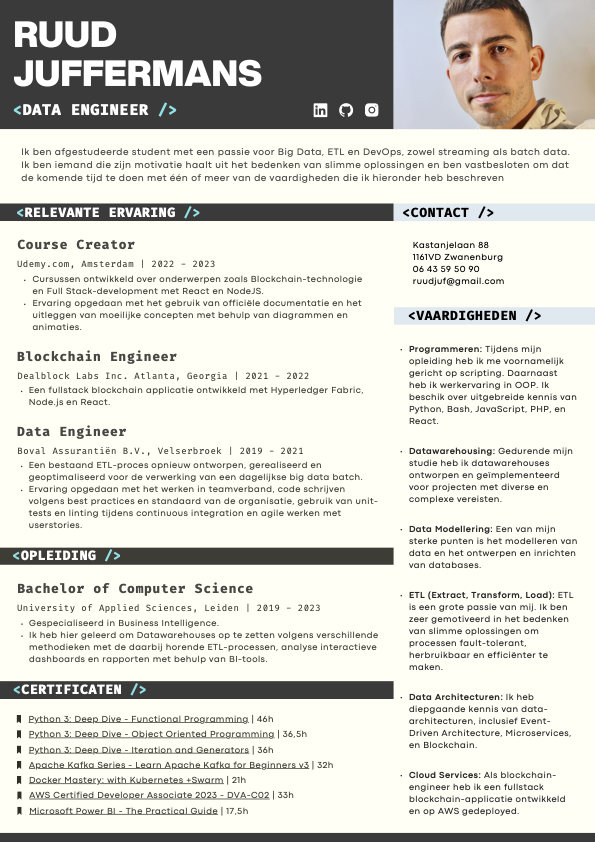 RUUD
JUFFERMANS
<DATA ENGINEER />
Ik ben afgestudeerde student met een passie voor Big Data, ETL en DevOps, zowel streaming als batch data.
Ik ben iemand die zijn motivatie haalt uit het bedenken van slimme oplossingen en ben vastbesloten om dat
de komende tijd te doen met één of meer van de vaardigheden die ik hieronder heb beschreven
<RELEVANTE ERVARING />
Course Creator
Udemy.com, Amsterdam | 2022 – 2023
• Cursussen ontwikkeld over onderwerpen zoals Blockchain-technologie
en Full Stack-development met React en NodeJS.
• Ervaring opgedaan met het gebruik van officiële documentatie en het
uitleggen van moeilijke concepten met behulp van diagrammen en
animaties.
Blockchain Engineer
Dealblock Labs Inc. Atlanta, Georgia | 2021 – 2022
• Een fullstack blockchain applicatie ontwikkeld met Hyperledger Fabric,
Node.js en React.
Data Engineer
Boval Assurantiën B.V., Velserbroek | 2019 – 2021
• Een bestaand ETL-proces opnieuw ontworpen, gerealiseerd en
geoptimaliseerd voor de verwerking van een dagelijkse big data batch.
• Ervaring opgedaan met het werken in teamverband, code schrijven
volgens best practices en standaard van de organisatie, gebruik van unit-
tests en linting tijdens continuous integration en agile werken met
userstories.
<OPLEIDING />
Bachelor of Computer Science
University of Applied Sciences, Leiden | 2019 – 2023
• Gespecialiseerd in Business Intelligence.
• Ik heb hier geleerd om Datawarehouses op te zetten volgens verschillende
methodieken met de daarbij horende ETL-processen, analyse interactieve
dashboards en rapporten met behulp van BI-tools.
<CERTIFICATEN />
Python 3: Deep Dive - Functional Programming | 46h
Python 3: Deep Dive - Object Oriented Programming | 36,5h
Python 3: Deep Dive - Iteration and Generators | 36h
Apache Kafka Series - Learn Apache Kafka for Beginners v3 | 32h
Docker Mastery: with Kubernetes +Swarm | 21h
AWS Certified Developer Associate 2023 - DVA-C02 | 33h
Microsoft Power BI - The Practical Guide | 17,5h
<CONTACT />
Kastanjelaan 88
1161VD Zwanenburg
06 43 59 50 90
ruudjuf@gmail.com
<VAARDIGHEDEN />
• Programmeren: Tijdens mijn
opleiding heb ik me voornamelijk
gericht op scripting. Daarnaast
heb ik werkervaring in OOP. Ik
beschik over uitgebreide kennis van
Python, Bash, JavaScript, PHP, en
React.
• Datawarehousing: Gedurende mijn
studie heb ik datawarehouses
ontworpen en geïmplementeerd
voor projecten met diverse en
complexe vereisten.
• Data Modellering: Een van mijn
sterke punten is het modelleren van
data en het ontwerpen en inrichten
van databases.
• ETL (Extract, Transform, Load): ETL
is een grote passie van mij. Ik ben
zeer gemotiveerd in het bedenken
van slimme oplossingen om
processen fault-tolerant,
herbruikbaar en efficiënter te
maken.
• Data Architecturen: Ik heb
diepgaande kennis van data-
architecturen, inclusief Event-
Driven Architecture, Microservices,
en Blockchain.
• Cloud Services: Als blockchain-
engineer heb ik een fullstack
blockchain-applicatie ontwikkeld
en op AWS gedeployed.